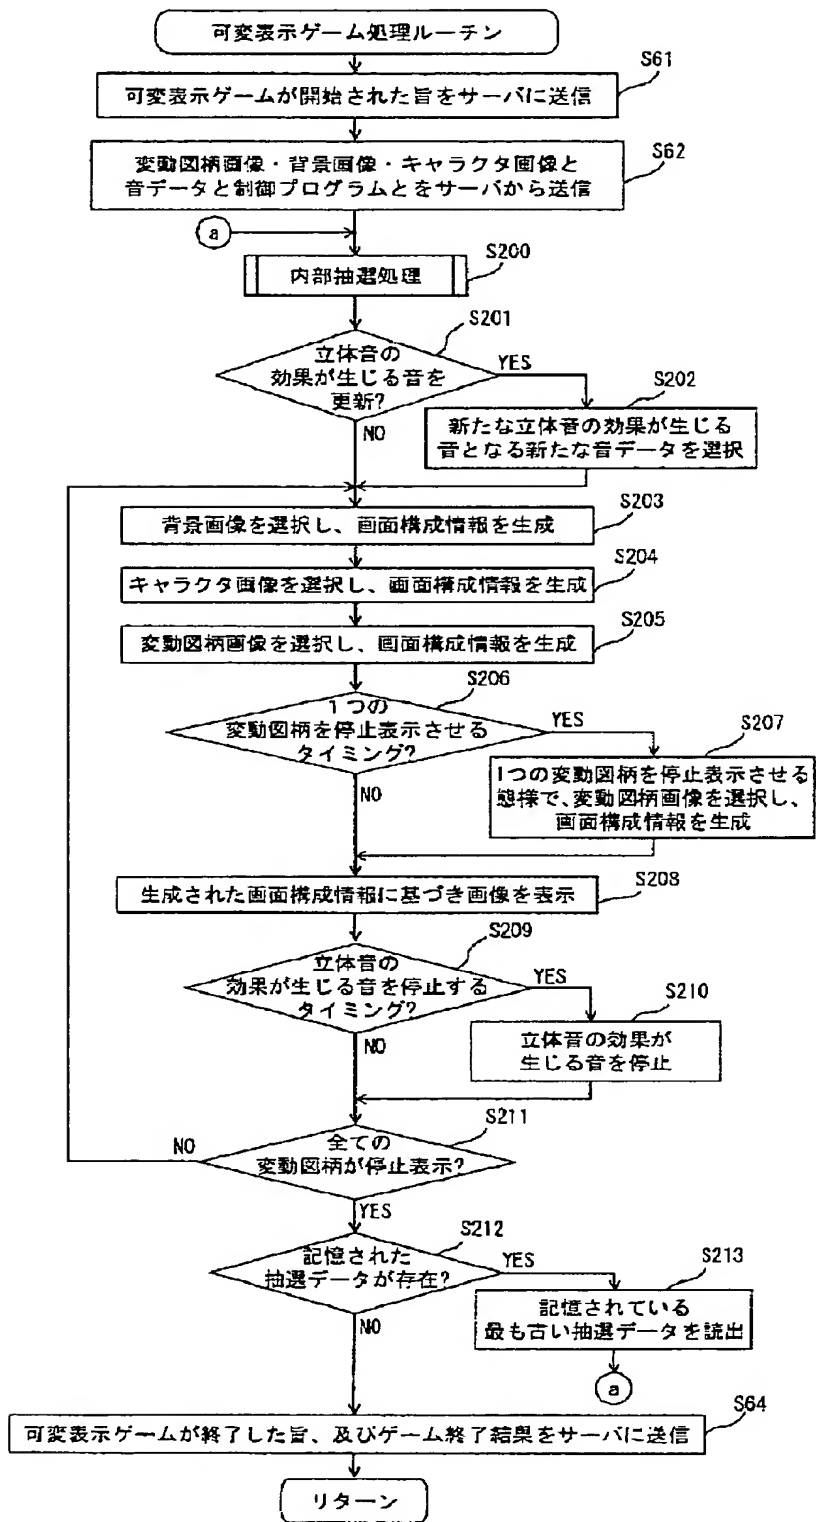 可変表示ゲーム処理ルーチン
S61
可変表示ゲームが開始された旨をサーバに送信
S62
変動図柄画像・背景画像・キャラクタ画像と
音データと制御プログラムとをサーバから送信
a
S200
内部抽選処理
S201
立体音の
効果が生じる音を
更新?
YES
NO
S202
新たな立体音の効果が生じる
音となる新たな音データを選択
S203
背景画像を選択し、画面構成情報を生成
S204
キャラクタ画像を選択し、画面構成情報を生成
S205
変動図柄画像を選択し、画面構成情報を生成
S206
1つの
変動図柄を停止表示させる
タイミング?
YES
NO
S207
1つの変動図柄を停止表示させる
態様で、変動図柄画像を選択し、
画面構成情報を生成
S208
生成された画面構成情報に基づき画像を表示
S209
立体音の
効果が生じる音を停止する
タイミング?
YES
NO
S210
立体音の効果が
生じる音を停止
S211
全ての
変動図柄が停止表示?
NO
YES
S212
記憶された
抽選データが存在?
YES
NO
S213
記憶されている
最も古い抽選データを読出
a
S64
可変表示ゲームが終了した旨、及びゲーム終了結果をサーバに送信
リターン